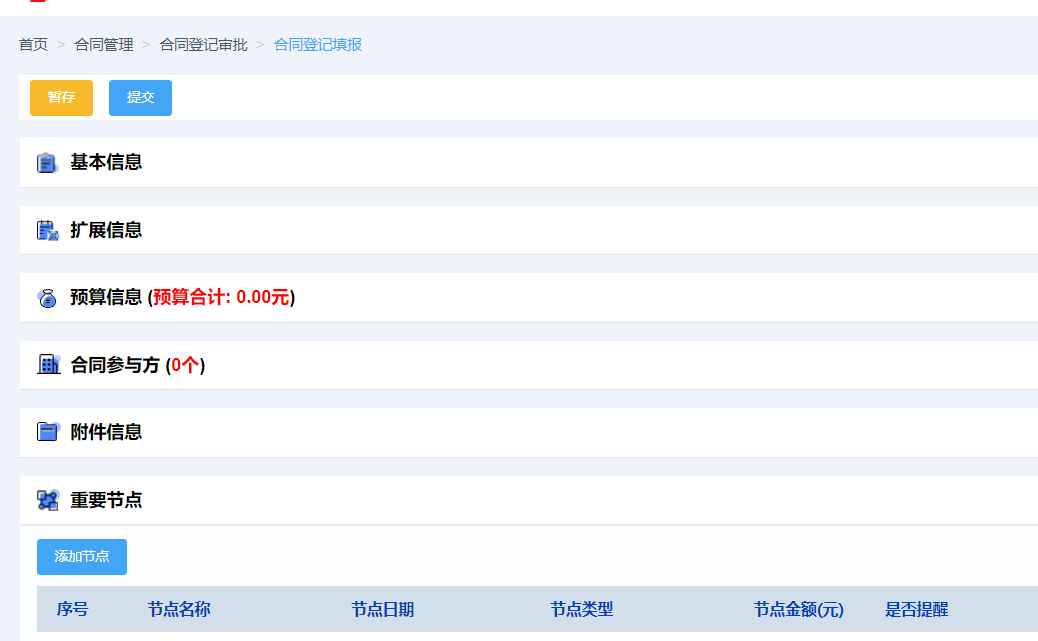 首页 > 合同管理 > 合同登记审批 > 合同登记填报
暂存 提交
基本信息
扩展信息
预算信息 (预算合计: 0.00元)
合同参与方 (0个)
附件信息
重要节点
添加节点
序号 节点名称 节点日期 节点类型 节点金额(元) 是否提醒